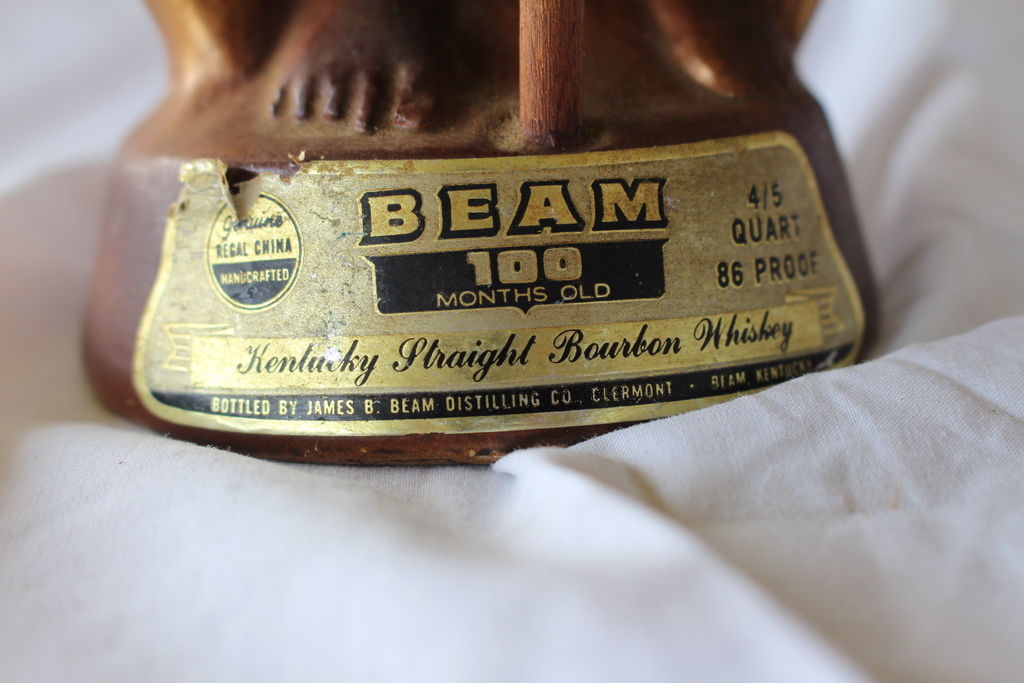 Genuine
REGAL CHINA
HANDCRAFTED
BEAM
100
MONTHS OLD
4/5
QUART
86 PROOF
Kentucky Straight Bourbon Whiskey
BOTTLED BY JAMES B. BEAM DISTILLING CO., CLERMONT · BEAM, KENTUCKY